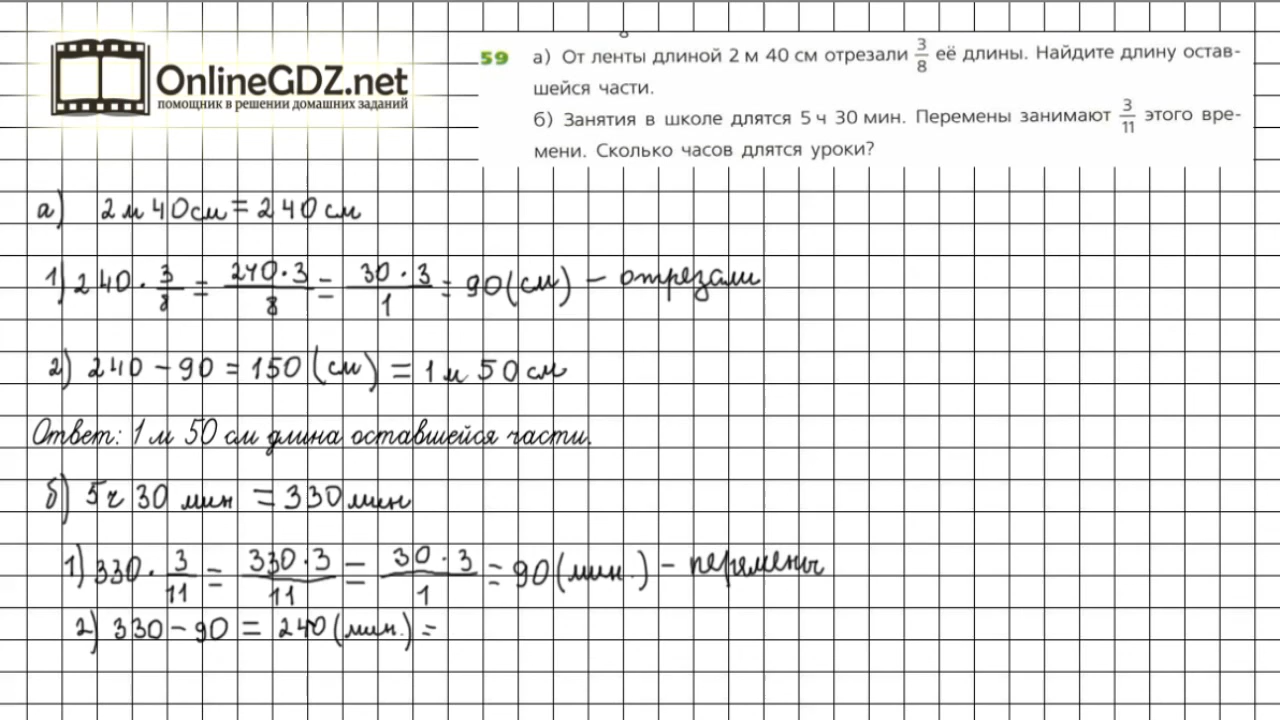 OnlineGDZ.net
помощник в решении домашних заданий
59 а) От ленты длиной 2 м 40 см отрезали 3/8 её длины. Найдите длину остав-
шейся части.
б) Занятия в школе длятся 5 ч 30 мин. Перемены занимают 3/11 этого вре-
мени. Сколько часов длятся уроки?
а) 2 м 40 см = 240 см
1) 240 · 3/8 = 240 · 3/8 = 30 · 3/1 = 90 (см) – отрезали
2) 240 – 90 = 150 (см) = 1 м 50 см
Ответ: 1 м 50 см длина оставшейся части.
б) 5 ч 30 мин = 330 мин
1) 330 · 3/11 = 330 · 3/11 = 30 · 3/1 = 90 (мин.) – перемены
2) 330 – 90 = 240 (мин.) =